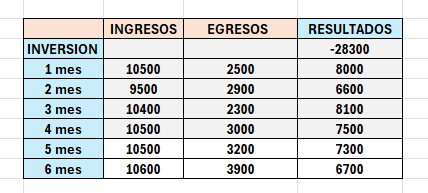 INGRESOS EGRESOS RESULTADOS
INVERSION -28300
1 mes 10500 2500 8000
2 mes 9500 2900 6600
3 mes 10400 2300 8100
4 mes 10500 3000 7500
5 mes 10500 3200 7300
6 mes 10600 3900 6700